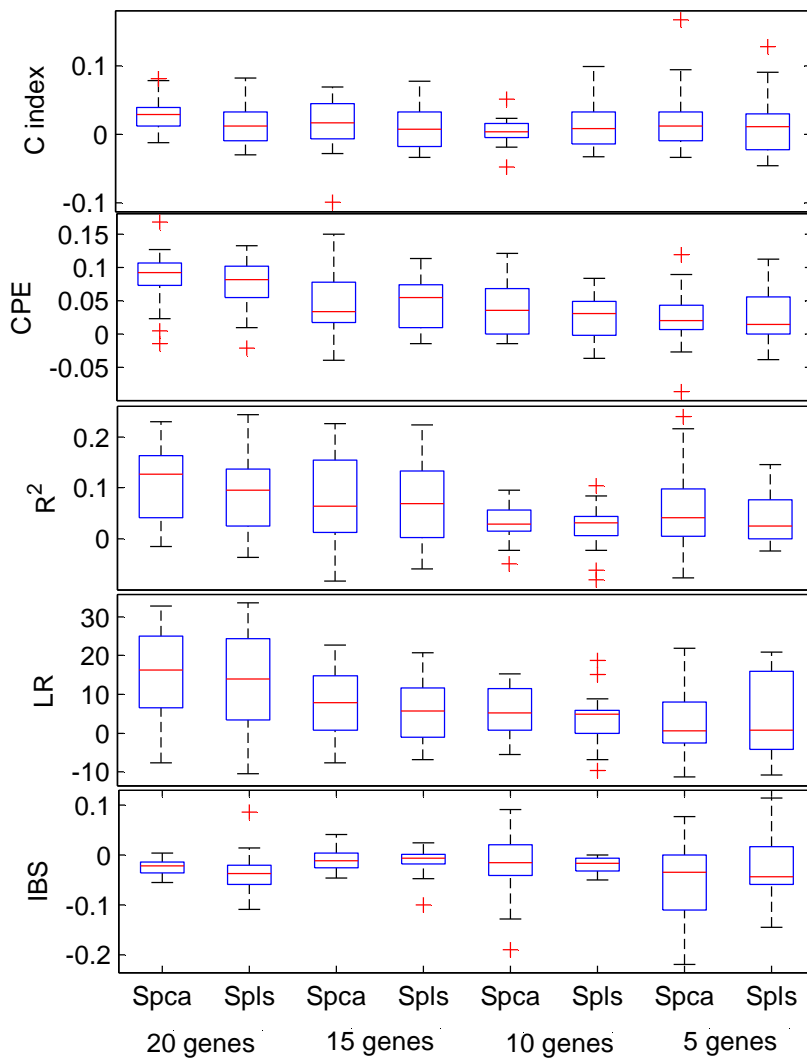 C index
0.1
0
-0.1
CPE
0.15
0.1
0.05
0
-0.05
R²
0.2
0.1
0
LR
30
20
10
0
-10
IBS
0.1
0
-0.1
-0.2
Spca Spls Spca Spls Spca Spls Spca Spls
20 genes 15 genes 10 genes 5 genes